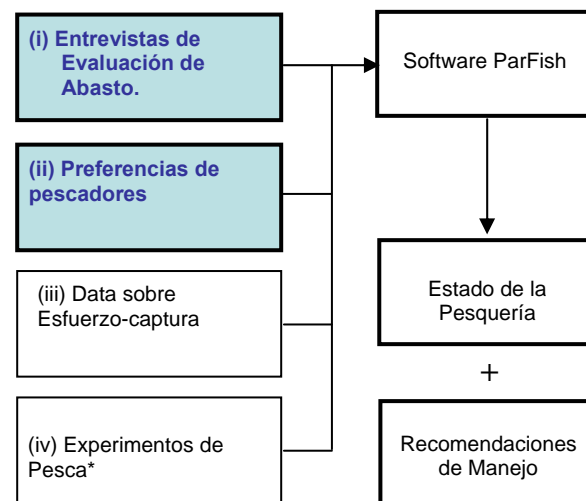 (i) Entrevistas de
Evaluación de
Abasto.
(ii) Preferencias de
pescadores
(iii) Data sobre
Esfuerzo-captura
(iv) Experimentos de
Pesca*
Software ParFish
Estado de la
Pesquería
+
Recomendaciones
de Manejo